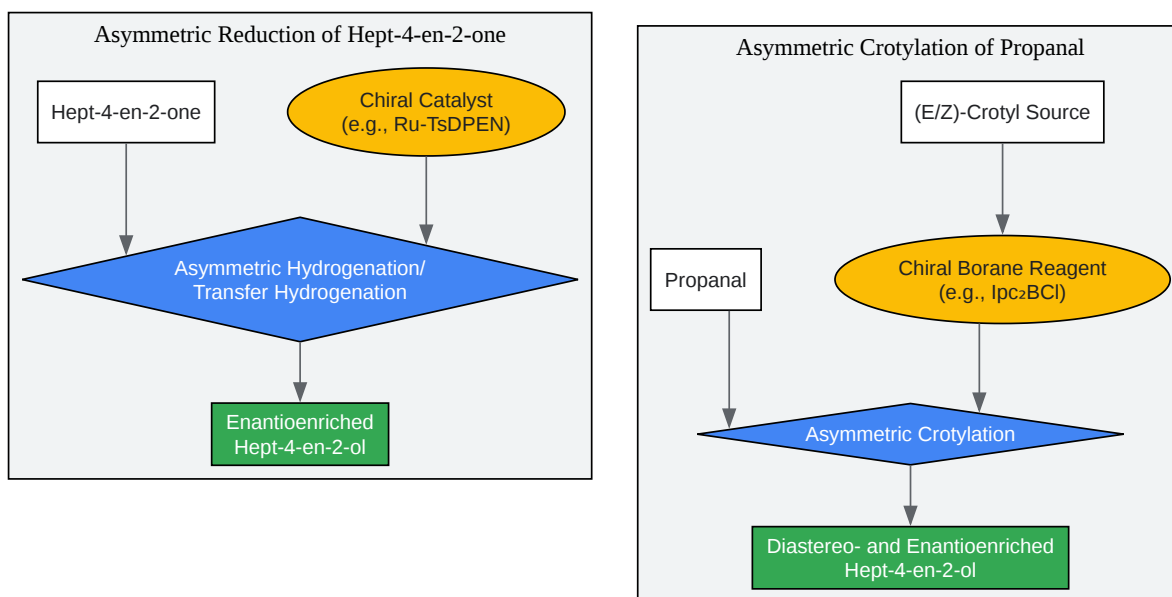 Asymmetric Reduction of Hept-4-en-2-one
Hept-4-en-2-one
Chiral Catalyst
(e.g., Ru-TsDPEN)
Asymmetric Hydrogenation/
Transfer Hydrogenation
Enantioenriched
Hept-4-en-2-ol
Asymmetric Crotylation of Propanal
(E/Z)-Crotyl Source
Propanal
Chiral Borane Reagent
(e.g., Ipc₂BCl)
Asymmetric Crotylation
Diastereo- and Enantioenriched
Hept-4-en-2-ol